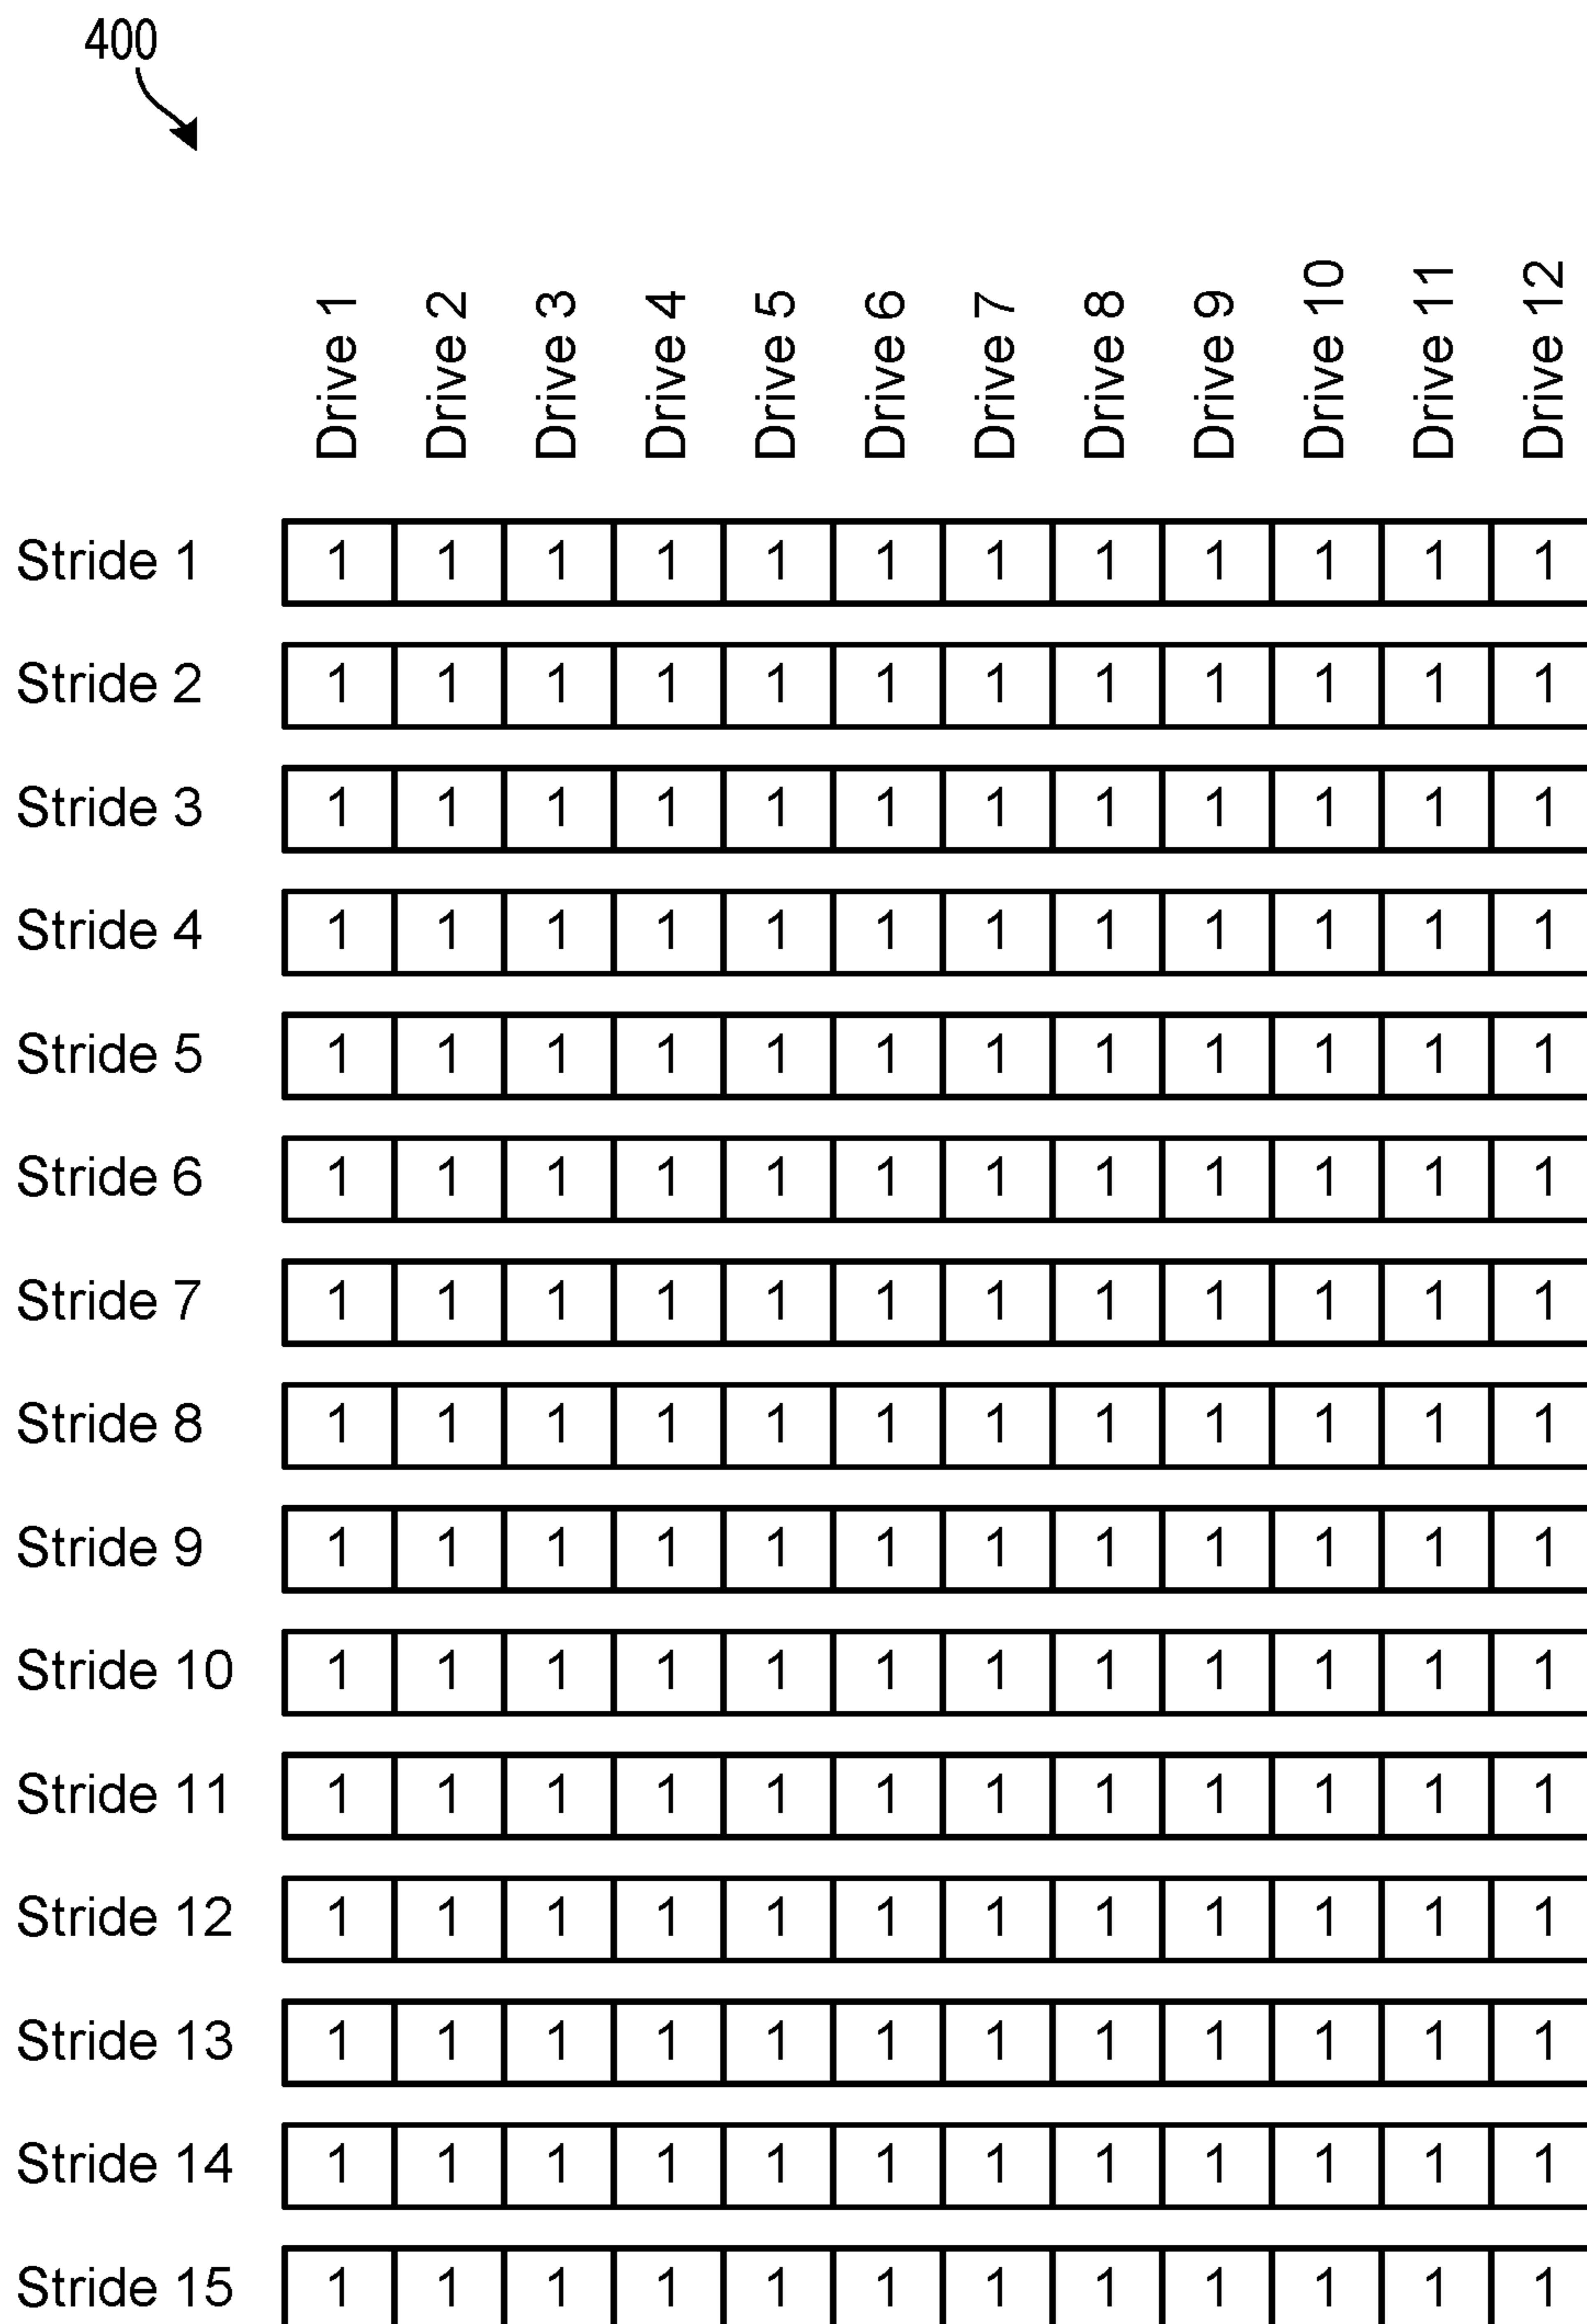 400
Drive 1 Drive 2 Drive 3 Drive 4 Drive 5 Drive 6 Drive 7 Drive 8 Drive 9 Drive 10 Drive 11 Drive 12
Stride 1 1 1 1 1 1 1 1 1 1 1 1 1
Stride 2 1 1 1 1 1 1 1 1 1 1 1 1
Stride 3 1 1 1 1 1 1 1 1 1 1 1 1
Stride 4 1 1 1 1 1 1 1 1 1 1 1 1
Stride 5 1 1 1 1 1 1 1 1 1 1 1 1
Stride 6 1 1 1 1 1 1 1 1 1 1 1 1
Stride 7 1 1 1 1 1 1 1 1 1 1 1 1
Stride 8 1 1 1 1 1 1 1 1 1 1 1 1
Stride 9 1 1 1 1 1 1 1 1 1 1 1 1
Stride 10 1 1 1 1 1 1 1 1 1 1 1 1
Stride 11 1 1 1 1 1 1 1 1 1 1 1 1
Stride 12 1 1 1 1 1 1 1 1 1 1 1 1
Stride 13 1 1 1 1 1 1 1 1 1 1 1 1
Stride 14 1 1 1 1 1 1 1 1 1 1 1 1
Stride 15 1 1 1 1 1 1 1 1 1 1 1 1